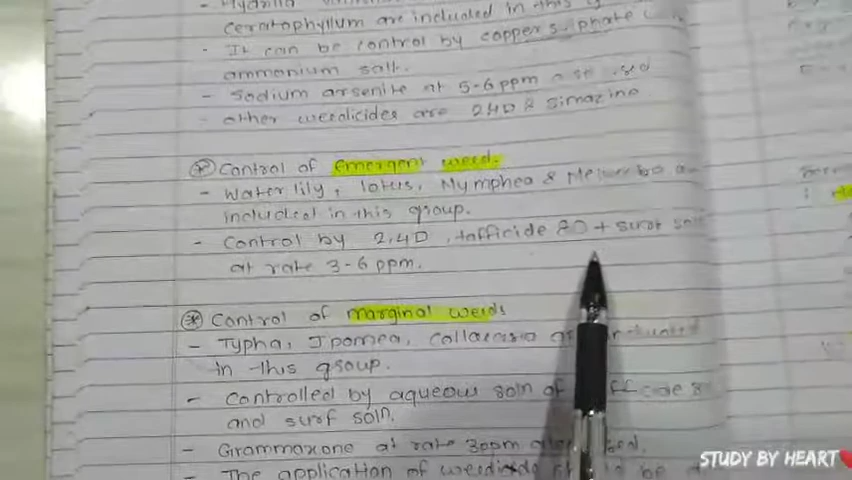 - Hydrilla
ceratophyllum are included in this
- It can be control by copper sulphate
ammonium salt.
- Sodium arsenite at 5-6 ppm
- other weedicides are 2,4D & Simazine
* Control of emergent weed.
- Water lily, lotus, Nymphea &
included in this group.
- Control by 2,4D, tafficide 80 + surf
at rate 3-6 ppm.
* Control of marginal weeds
- Typha, Ipomea, Collacasia
in this group.
- Controlled by aqueous soln of
and surf soln.
- Grammaxone at rate 3ppm
- The application of be
STUDY BY HEART